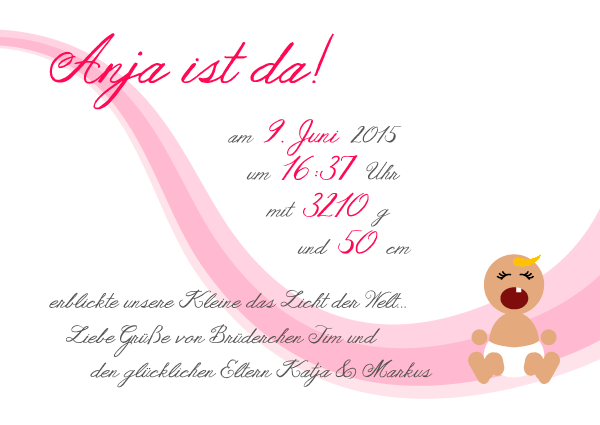 Anja ist da!
am 9. Juni 2015
um 16:37 Uhr
mit 3210 g
und 50 cm
erblickte unsere Kleine das Licht der Welt...
Liebe Grüße von Brüderchen Tim und
den glücklichen Eltern Katja & Markus